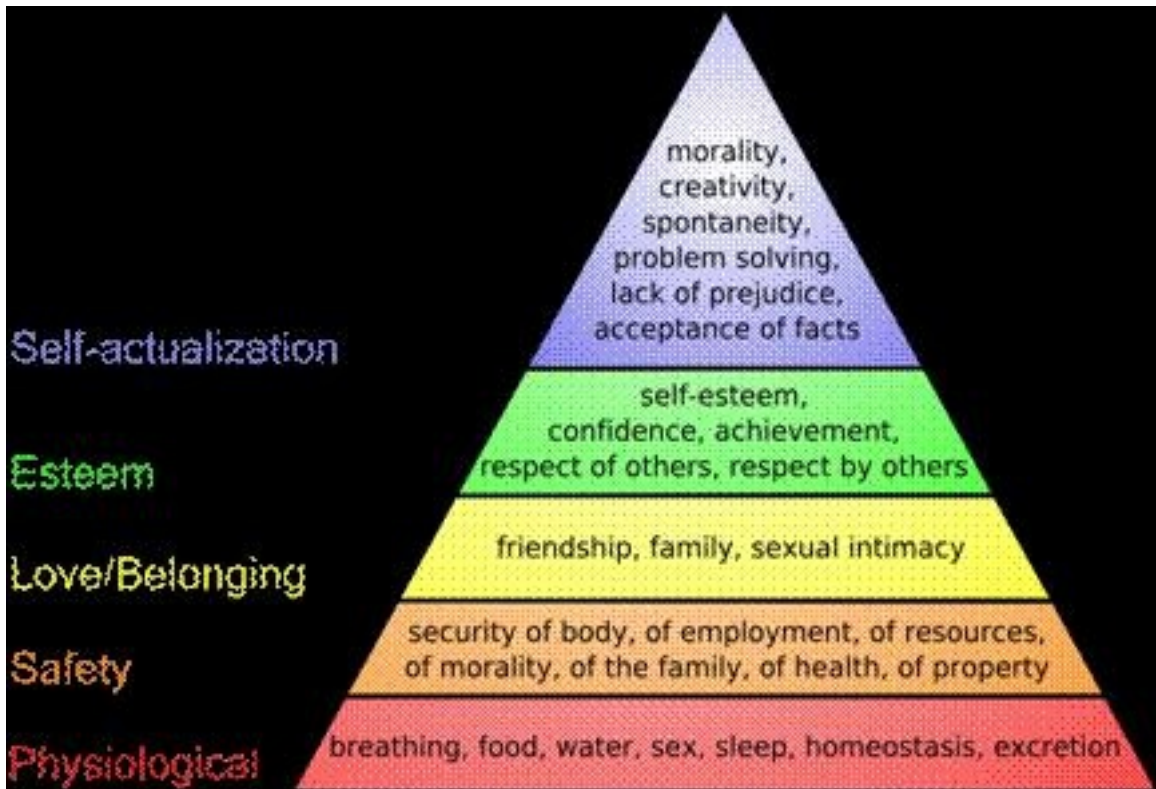 morality,
creativity,
spontaneity,
problem solving,
lack of prejudice,
acceptance of facts
Self-actualization
self-esteem,
confidence, achievement,
respect of others, respect by others
Esteem
friendship, family, sexual intimacy
Love/Belonging
security of body, of employment, of resources,
of morality, of the family, of health, of property
Safety
breathing, food, water, sex, sleep, homeostasis, excretion
Physiological